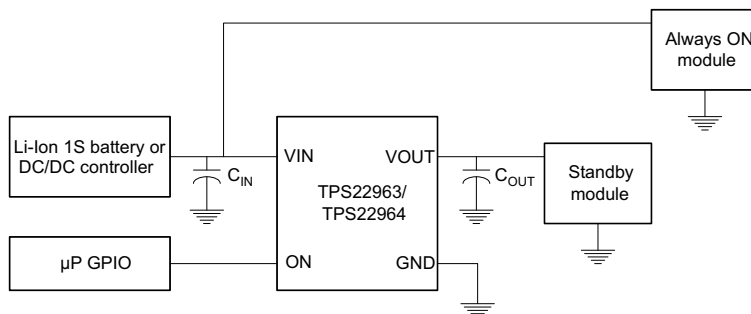 Always ON
module
Li-Ion 1S battery or
DC/DC controller
VIN
VOUT
CIN
COUT
TPS22963/
TPS22964
Standby
module
µP GPIO
ON
GND